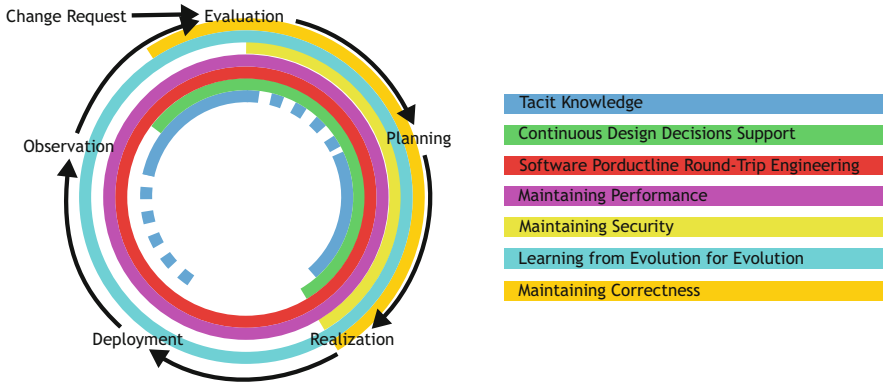 Change Request
Evaluation
Planning
Realization
Deployment
Observation
Tacit Knowledge
Continuous Design Decisions Support
Software Porductline Round-Trip Engineering
Maintaining Performance
Maintaining Security
Learning from Evolution for Evolution
Maintaining Correctness